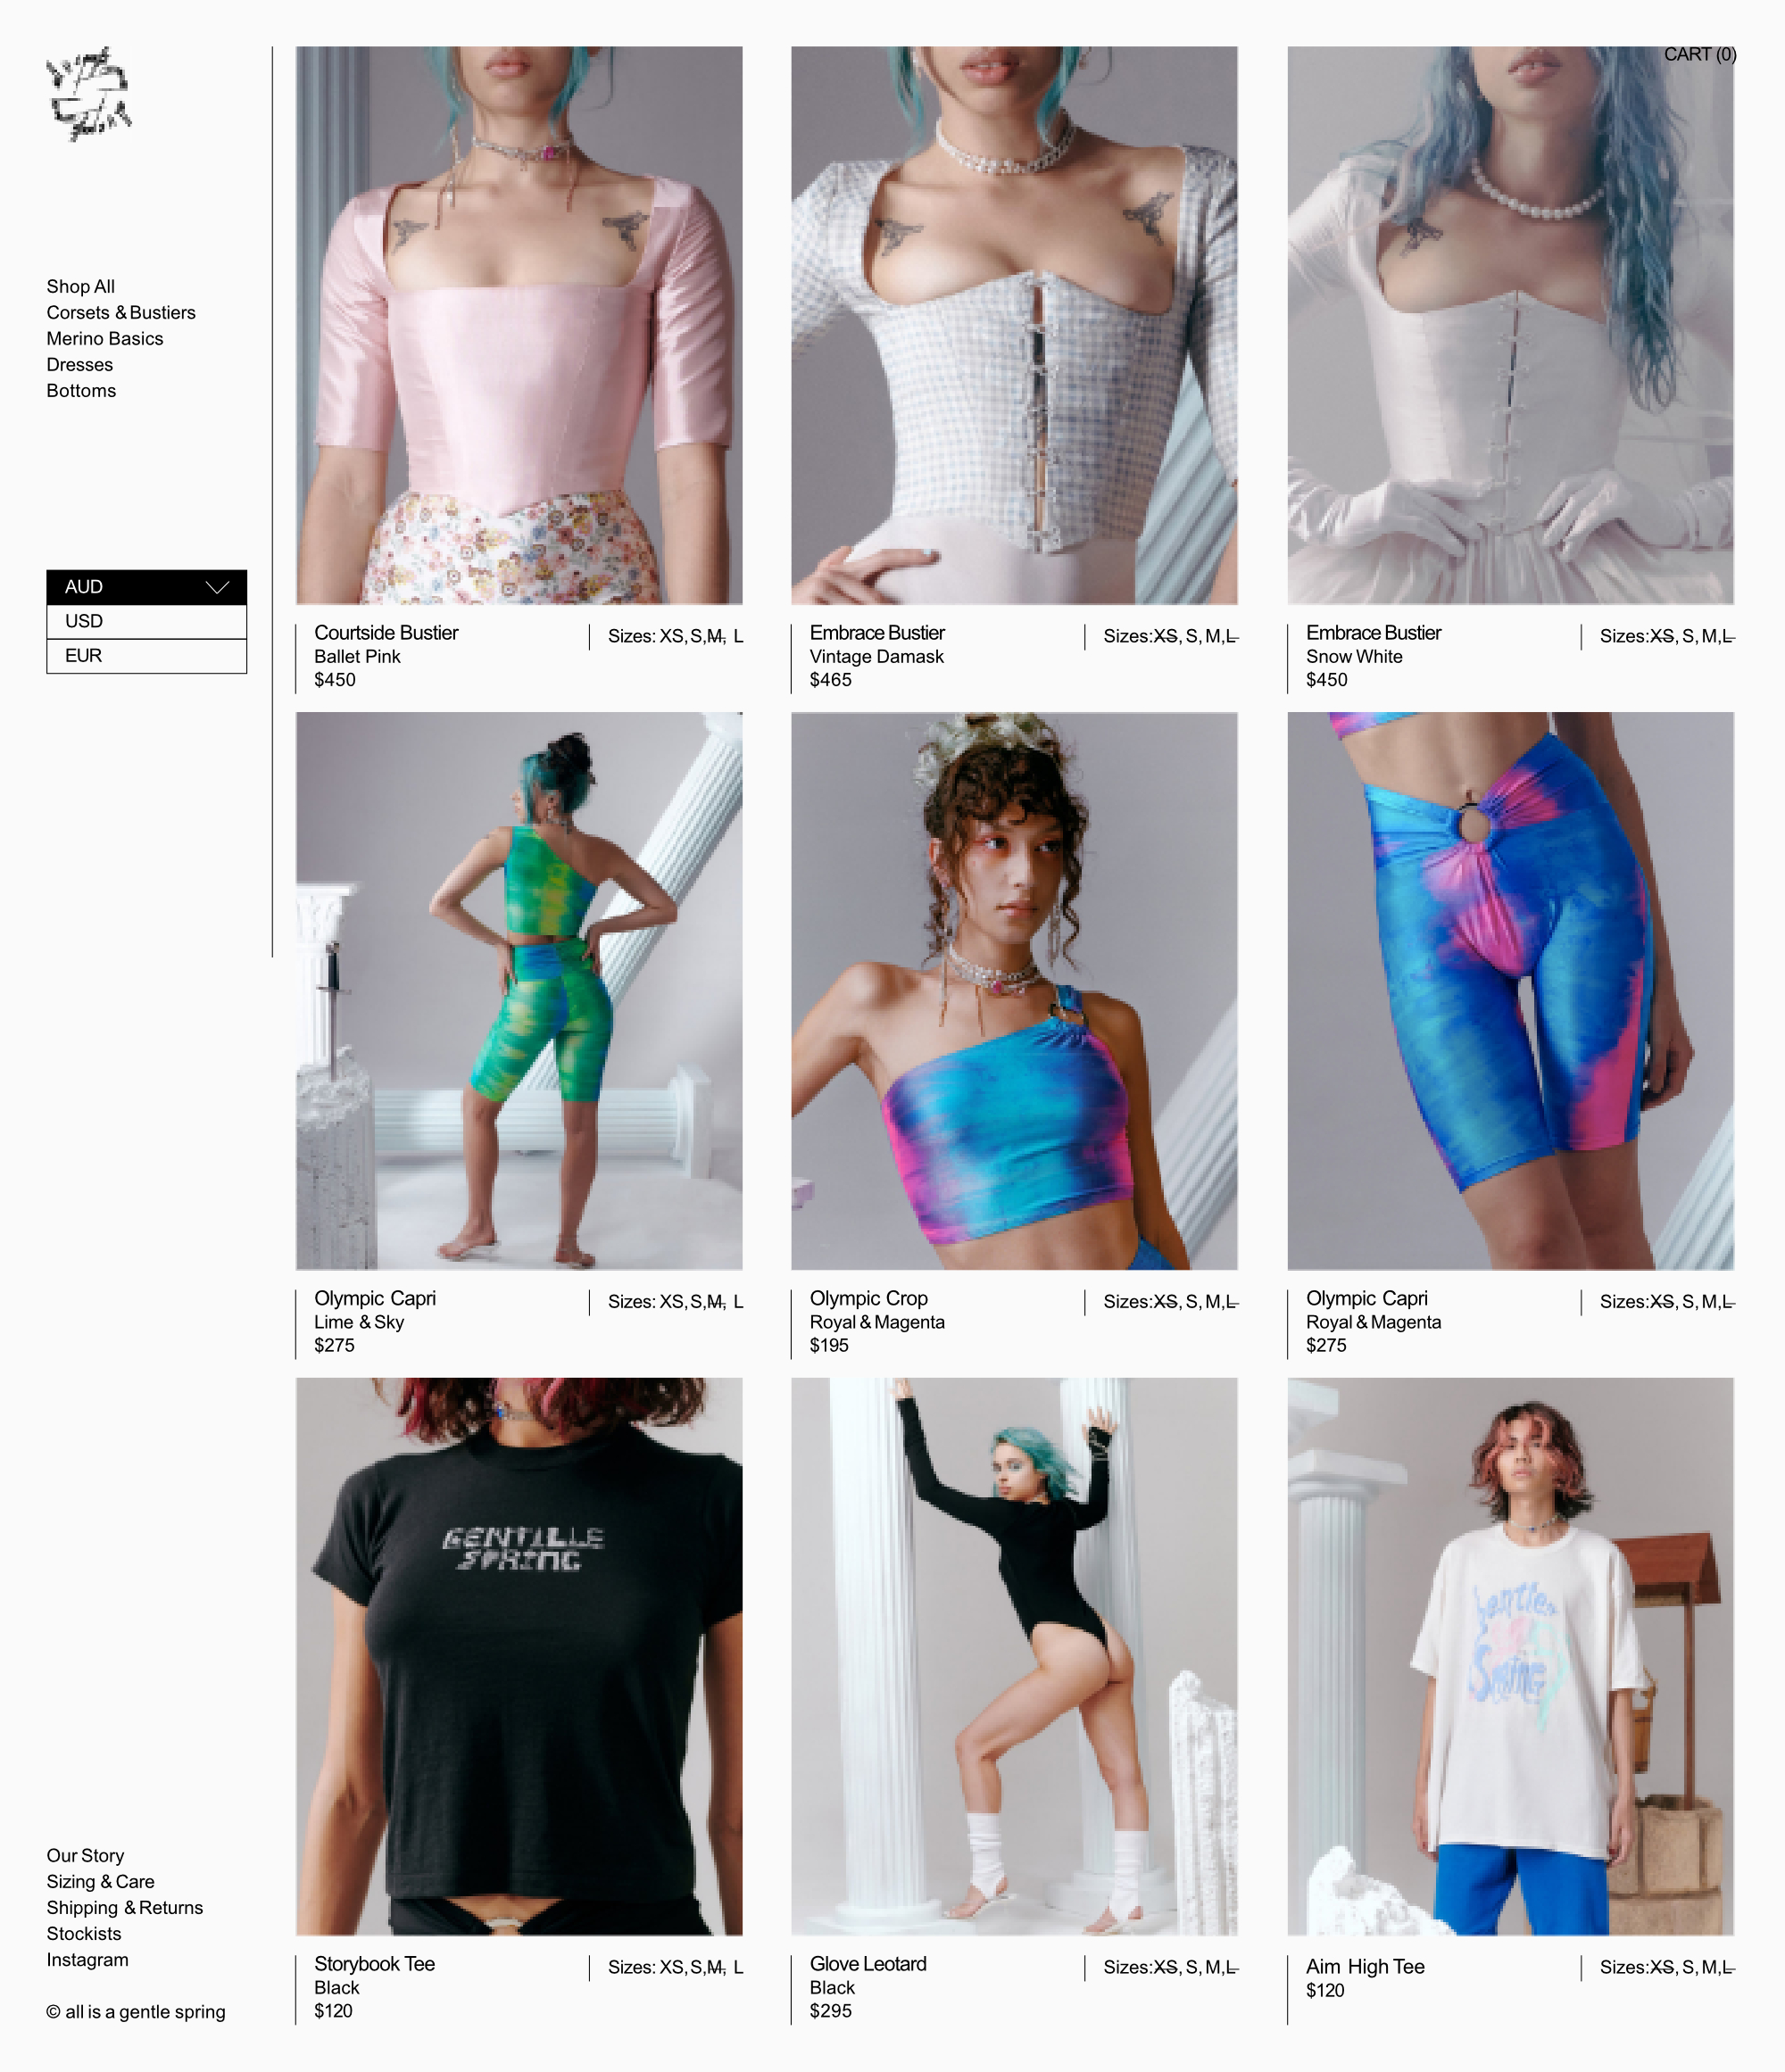 CART (0)
Shop All
Corsets & Bustiers
Merino Basics
Dresses
Bottoms
AUD
USD
EUR
Courtside Bustier
Ballet Pink
$450
Sizes: XS, S, M, L
Embrace Bustier
Vintage Damask
$465
Sizes: XS, S, M, L
Embrace Bustier
Snow White
$450
Sizes: XS, S, M, L
Olympic Capri
Lime & Sky
$275
Sizes: XS, S, M, L
Olympic Crop
Royal & Magenta
$195
Sizes: XS, S, M, L
Olympic Capri
Royal & Magenta
$275
Sizes: XS, S, M, L
GENTILLE
SPRING
Gentle
Spring
Storybook Tee
Black
$120
Sizes: XS, S, M, L
Glove Leotard
Black
$295
Sizes: XS, S, M, L
Aim High Tee
$120
Sizes: XS, S, M, L
Our Story
Sizing & Care
Shipping & Returns
Stockists
Instagram
© all is a gentle spring